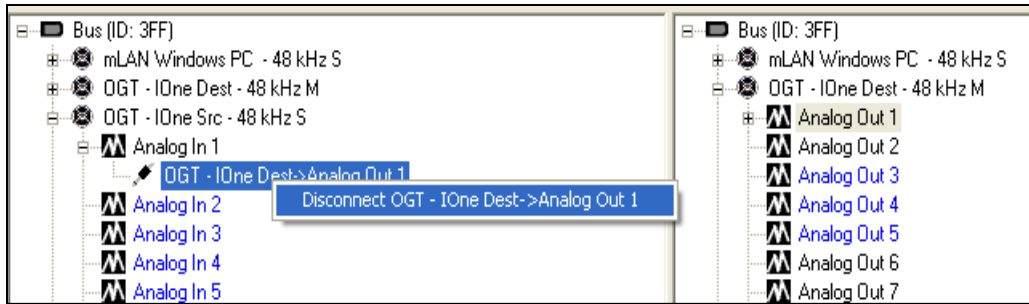 Bus (ID: 3FF)
mLAN Windows PC - 48 kHz S
OGT - IOne Dest - 48 kHz M
OGT - IOne Src - 48 kHz S
Analog In 1
OGT - IOne Dest->Analog Out 1
Disconnect OGT - IOne Dest->Analog Out 1
Analog In 2
Analog In 3
Analog In 4
Analog In 5
Bus (ID: 3FF)
mLAN Windows PC - 48 kHz S
OGT - IOne Dest - 48 kHz M
Analog Out 1
Analog Out 2
Analog Out 3
Analog Out 4
Analog Out 5
Analog Out 6
Analog Out 7